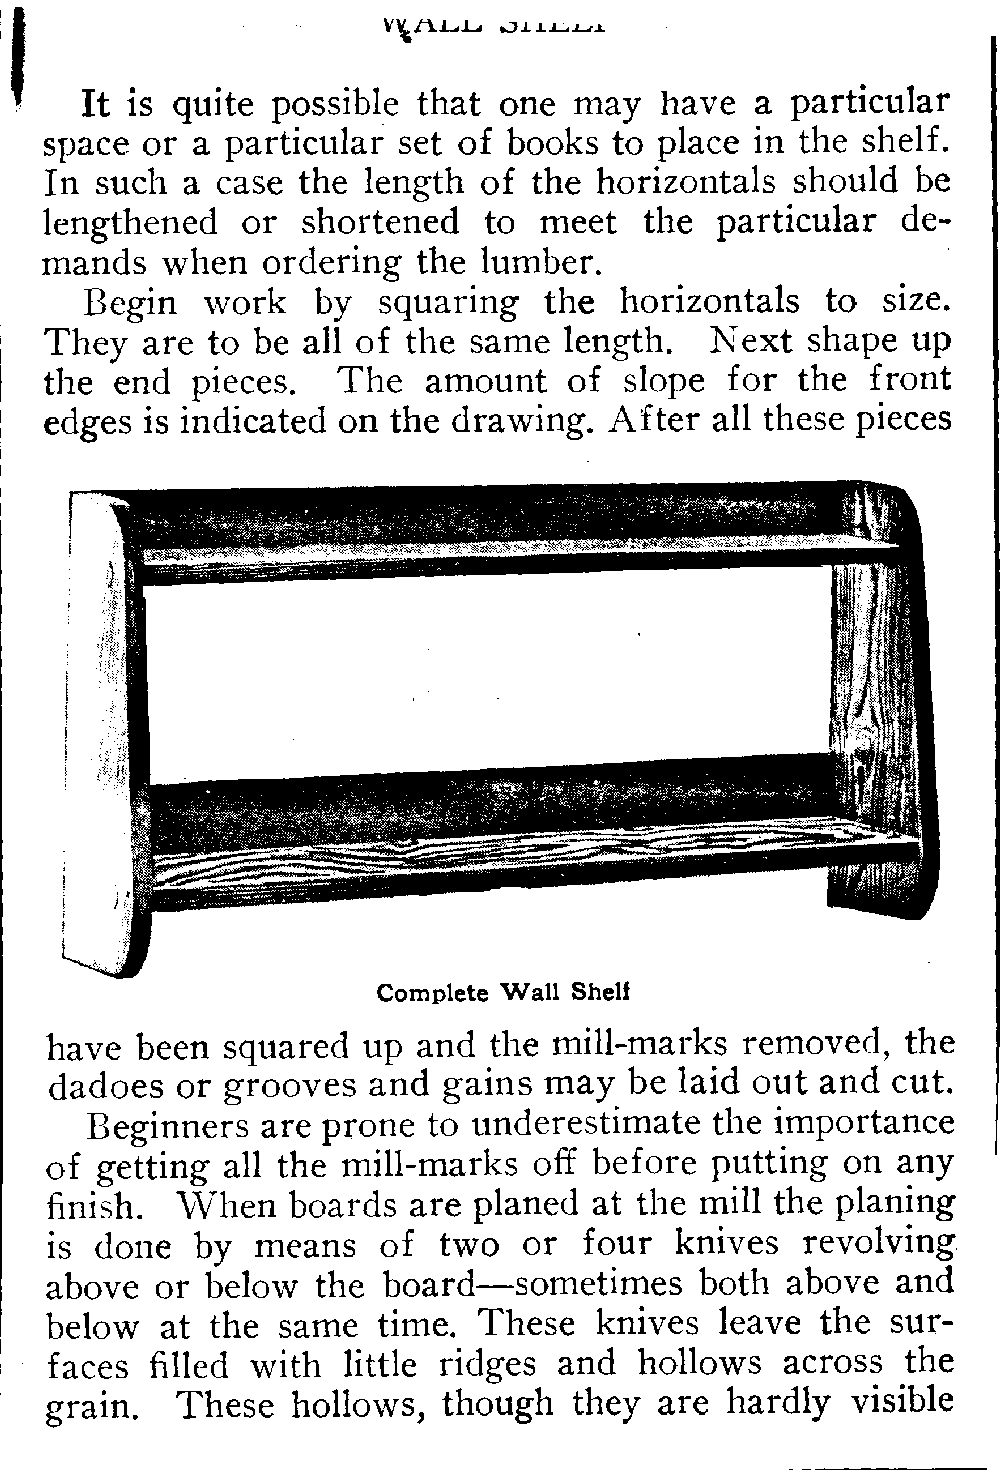 WALL SHELF
It is quite possible that one may have a particular
space or a particular set of books to place in the shelf.
In such a case the length of the horizontals should be
lengthened or shortened to meet the particular de-
mands when ordering the lumber.
Begin work by squaring the horizontals to size.
They are to be all of the same length. Next shape up
the end pieces. The amount of slope for the front
edges is indicated on the drawing. After all these pieces
Complete Wall Shelf
have been squared up and the mill-marks removed, the
dadoes or grooves and gains may be laid out and cut.
Beginners are prone to underestimate the importance
of getting all the mill-marks off before putting on any
finish. When boards are planed at the mill the planing
is done by means of two or four knives revolving
above or below the board—sometimes both above and
below at the same time. These knives leave the sur-
faces filled with little ridges and hollows across the
grain. These hollows, though they are hardly visible